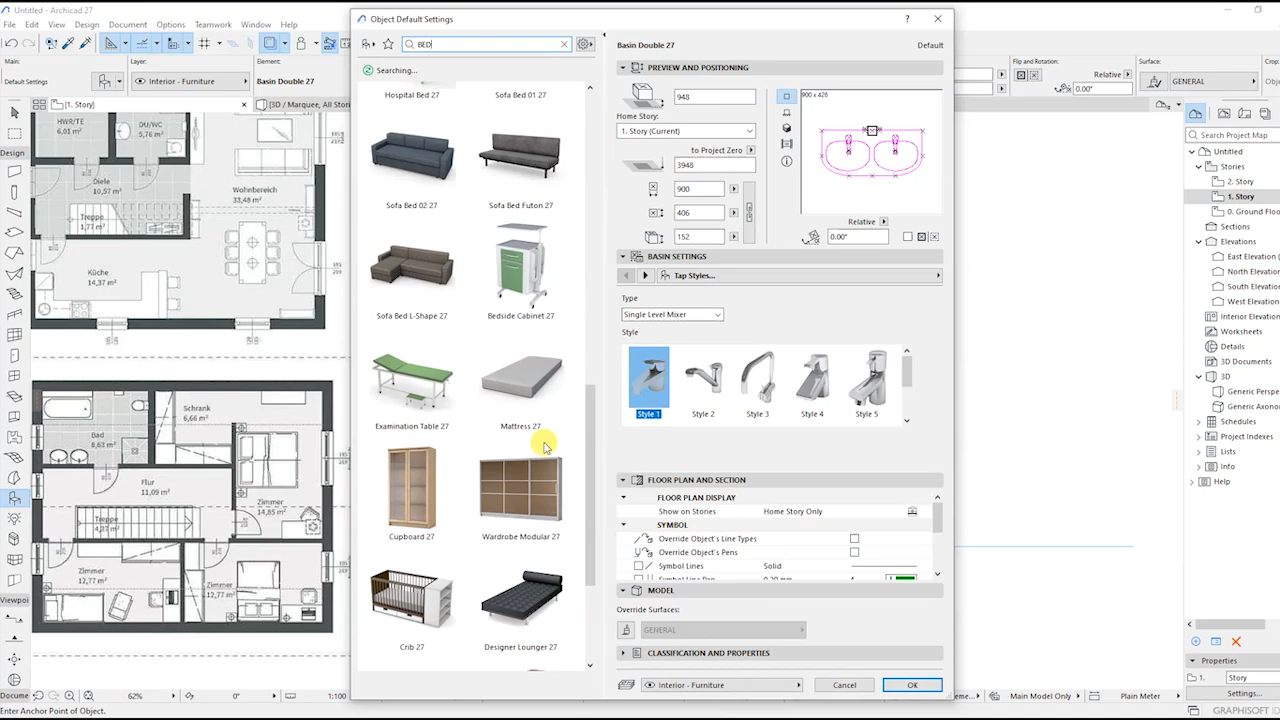 Untitled - Archicad 27
File Edit View Design Document Options Teamwork Window Help
Main:
Default Settings
Layer:
Interior - Furniture
Element:
Basin Double 27
Flip and Rotation:
Relative
0.00°
Surface:
GENERAL
Crop:
Default
[1. Story]
[3D / Marquee, All Stori
Design
Viewpoi
Docume
HWR/TE
6,01 m²
DU/WC
5,76 m²
Diele
10,57 m²
Treppe
1,77 m²
Wohnbereich
33,48 m²
Küche
14,37 m²
Schrank
6,66 m²
Bad
8,63 m²
Flur
11,09 m²
Treppe
4,37 m²
Zimmer
14,85 m²
Zimmer
12,77 m²
Zimmer
12,77 m²
62%
0°
1:100
Enter Anchor Point of Object.
Object Default Settings
?
BED
Searching...
Hospital Bed 27
Sofa Bed 01 27
Sofa Bed 02 27
Sofa Bed Futon 27
Sofa Bed L-Shape 27
Bedside Cabinet 27
Examination Table 27
Mattress 27
Cupboard 27
Wardrobe Modular 27
Crib 27
Designer Lounger 27
Basin Double 27
Default
PREVIEW AND POSITIONING
948
Home Story:
1. Story (Current)
to Project Zero
3948
900
406
152
900 x 426
Relative
0.00°
BASIN SETTINGS
Tap Styles...
Type
Single Level Mixer
Style
Style 1
Style 2
Style 3
Style 4
Style 5
FLOOR PLAN AND SECTION
FLOOR PLAN DISPLAY
Show on Stories
Home Story Only
SYMBOL
Override Object's Line Types
Override Object's Pens
Symbol Lines
Solid
MODEL
Override Surfaces:
GENERAL
CLASSIFICATION AND PROPERTIES
Interior - Furniture
Cancel
OK
Search Project Map
Untitled
Stories
2. Story
1. Story
0. Ground Floo
Sections
Elevations
East Elevation (
North Elevation
South Elevation
West Elevation
Interior Elevatio
Worksheets
Details
3D Documents
3D
Generic Perspe
Generic Axono
Schedules
Project Indexes
Lists
Info
Help
Properties
1.
Story
Settings...
Main Model Only
Plain Meter
GRAPHISOFT